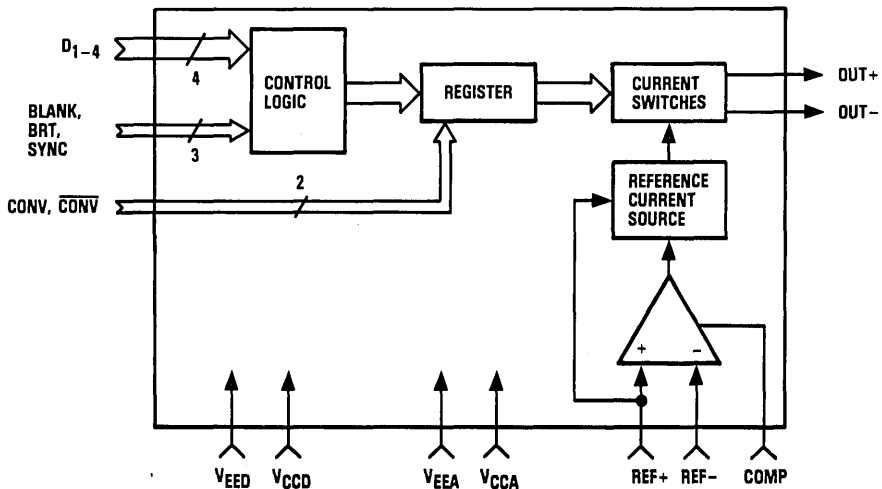 D1–4
4
CONTROL
LOGIC
REGISTER
CURRENT
SWITCHES
OUT+
OUT–
BLANK,
BRT,
SYNC
3
2
CONV, C̅O̅N̅V̅
REFERENCE
CURRENT
SOURCE
+
–
VEED
VCCD
VEEA
VCCA
REF+
REF–
COMP